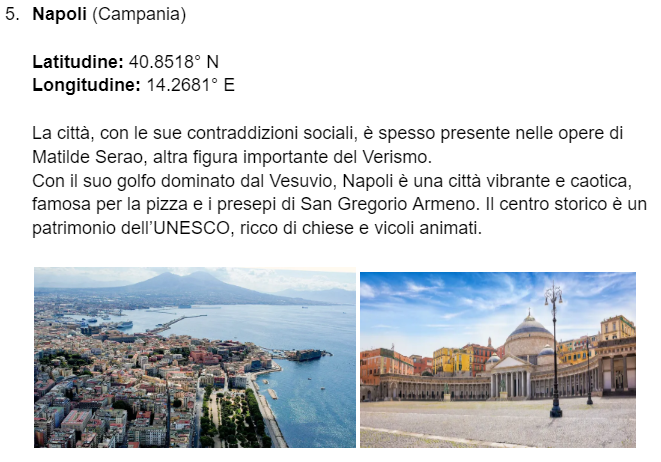 5. Napoli (Campania)
Latitudine: 40.8518° N
Longitudine: 14.2681° E
La città, con le sue contraddizioni sociali, è spesso presente nelle opere di
Matilde Serao, altra figura importante del Verismo.
Con il suo golfo dominato dal Vesuvio, Napoli è una città vibrante e caotica,
famosa per la pizza e i presepi di San Gregorio Armeno. Il centro storico è un
patrimonio dell'UNESCO, ricco di chiese e vicoli animati.